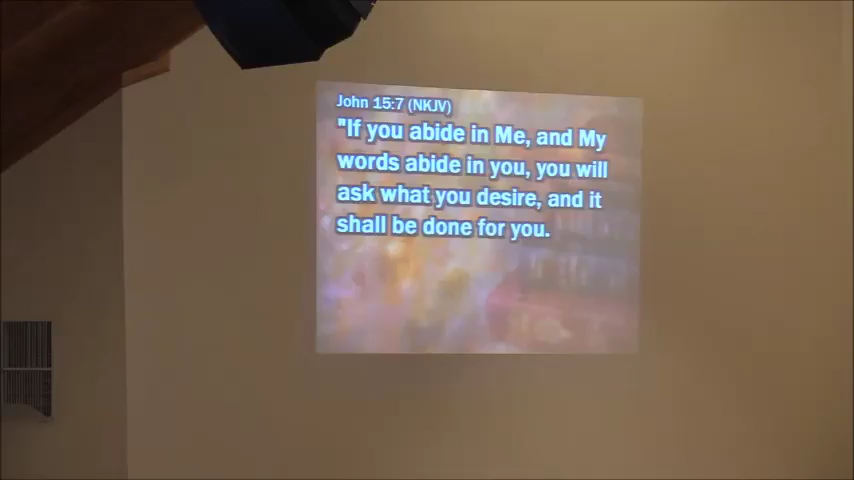 John 15:7 (NKJV)
"If you abide in Me, and My
words abide in you, you will
ask what you desire, and it
shall be done for you.